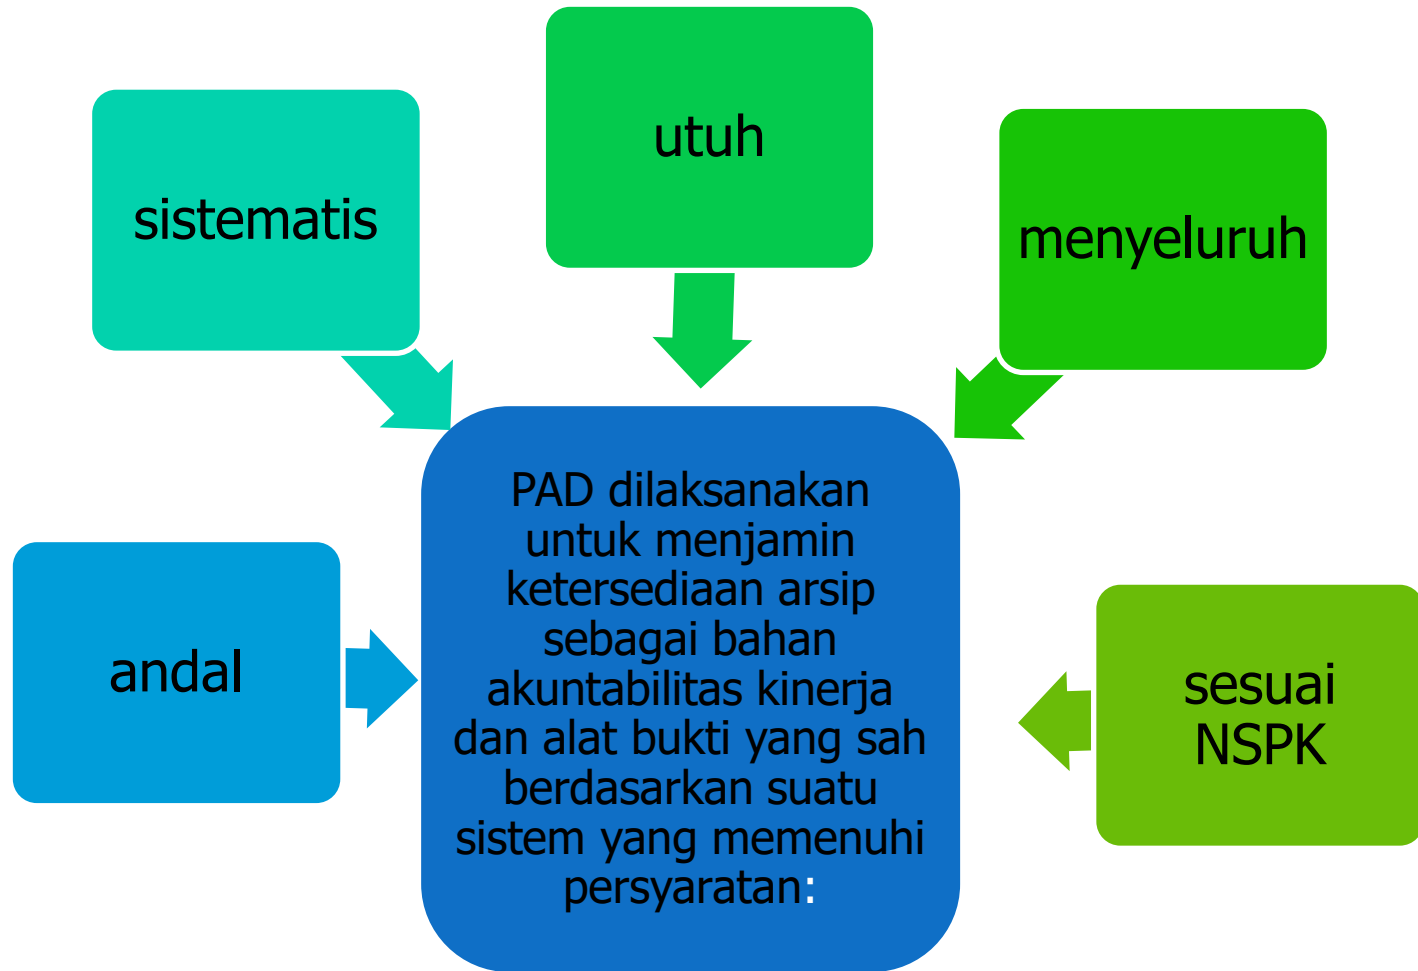 utuh
sistematis
menyeluruh
PAD dilaksanakan
untuk menjamin
ketersediaan arsip
sebagai bahan
akuntabilitas kinerja
dan alat bukti yang sah
berdasarkan suatu
sistem yang memenuhi
persyaratan:
andal
sesuai
NSPK